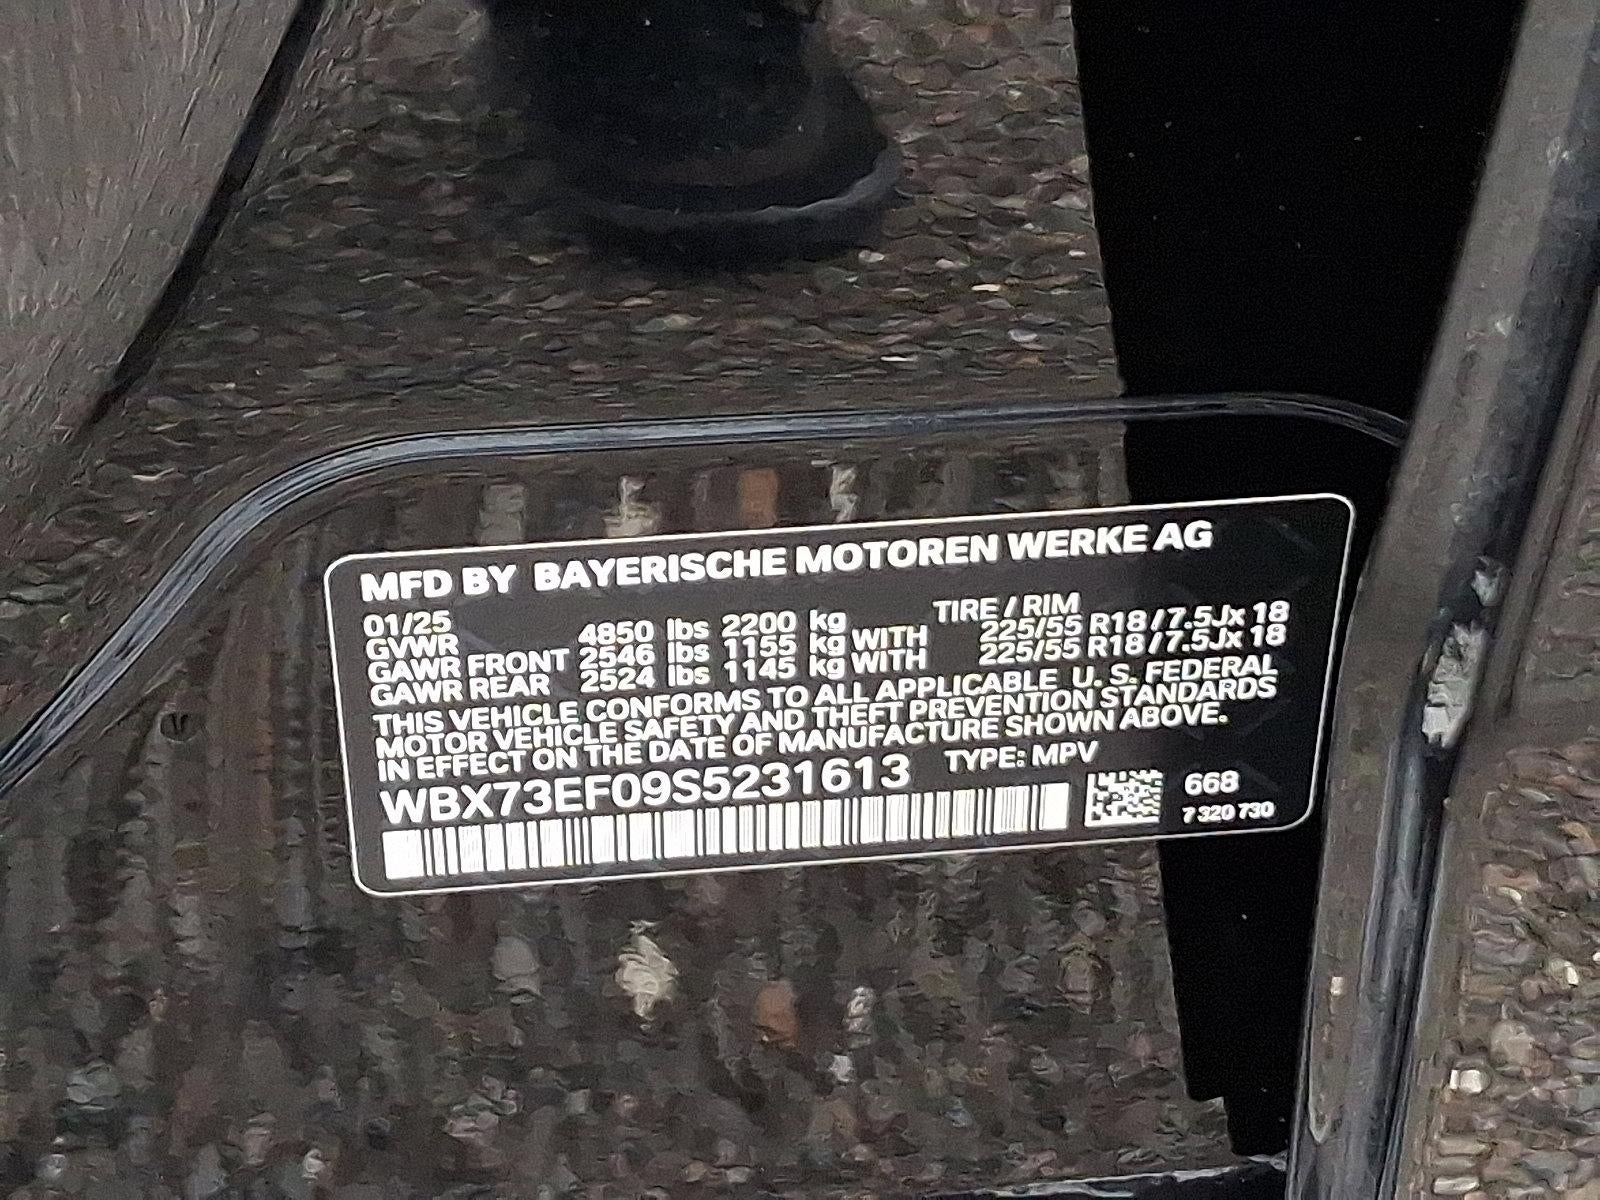 MFD BY BAYERISCHE MOTOREN WERKE AG
01/25 TIRE / RIM
GVWR 4850 lbs 2200 kg
GAWR FRONT 2546 lbs 1155 kg WITH 225/55 R18 / 7.5Jx 18
GAWR REAR 2524 lbs 1145 kg WITH 225/55 R18 / 7.5Jx 18
THIS VEHICLE CONFORMS TO ALL APPLICABLE U. S. FEDERAL
MOTOR VEHICLE SAFETY AND THEFT PREVENTION STANDARDS
IN EFFECT ON THE DATE OF MANUFACTURE SHOWN ABOVE.
WBX73EF09S5231613 TYPE: MPV
668
7 320 730